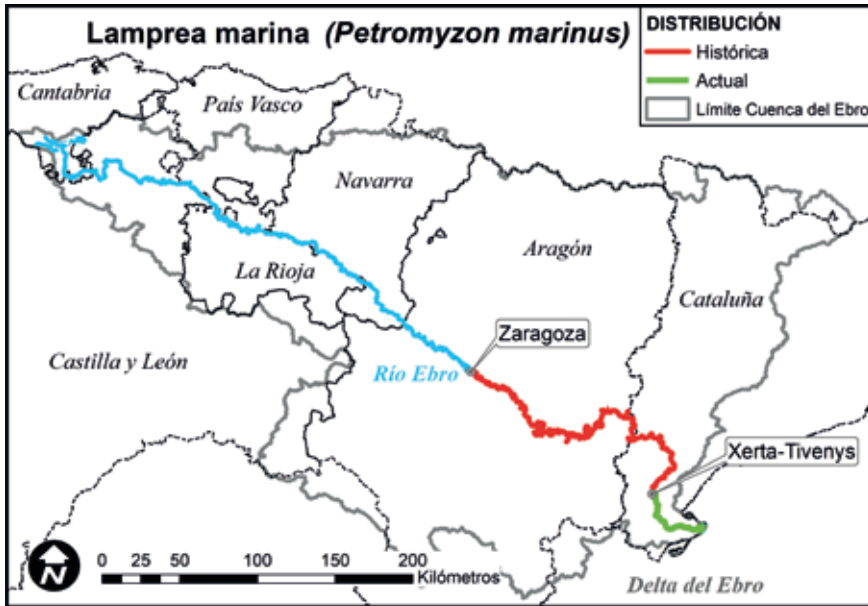 Lamprea marina (Petromyzon marinus)
DISTRIBUCIÓN
Histórica
Actual
Límite Cuenca del Ebro
Cantabria
País Vasco
Navarra
La Rioja
Aragón
Cataluña
Castilla y León
Río Ebro
Zaragoza
Xerta-Tivenys
Delta del Ebro
N
0 25 50 100 150 200
Kilómetros